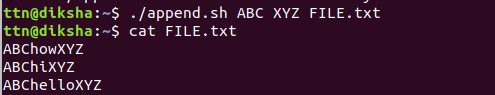 ttn@diksha:~$ ./append.sh ABC XYZ FILE.txt
ttn@diksha:~$ cat FILE.txt
ABChowXYZ
ABChiXYZ
ABChelloXYZ